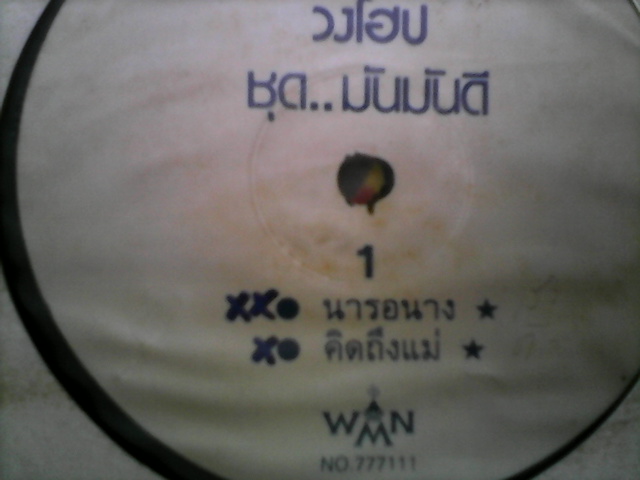 วงโฮป
ชุด..มันมันดี
1
XX● นารอนาง ★
X● คิดถึงแม่ ★
WMN
NO.777111